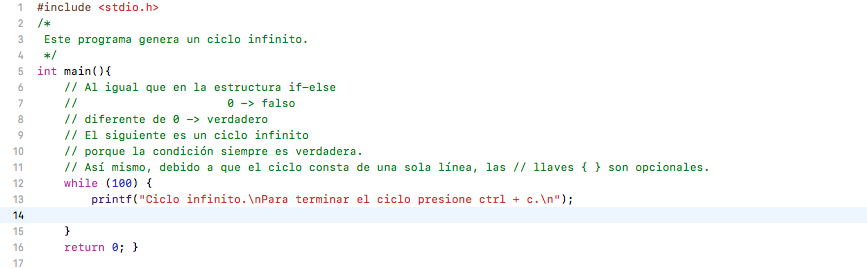 1 #include <stdio.h>
2 /*
3 Este programa genera un ciclo infinito.
4 */
5 int main(){
6 // Al igual que en la estructura if-else
7 // 0 -> falso
8 // diferente de 0 -> verdadero
9 // El siguiente es un ciclo infinito
10 // porque la condición siempre es verdadera.
11 // Así mismo, debido a que el ciclo consta de una sola línea, las // llaves { } son opcionales.
12 while (100) {
13 printf("Ciclo infinito.\nPara terminar el ciclo presione ctrl + c.\n");
14
15 }
16 return 0; }
17